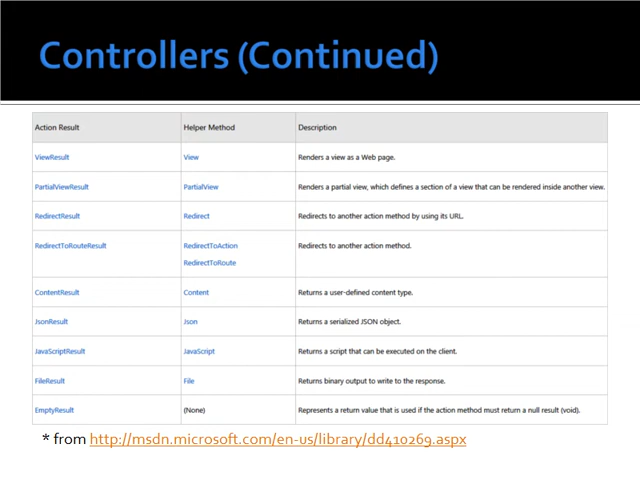 Controllers (Continued)
Action Result Helper Method Description
ViewResult View Renders a view as a Web page.
PartialViewResult PartialView Renders a partial view, which defines a section of a view that can be rendered inside another view.
RedirectResult Redirect Redirects to another action method by using its URL.
RedirectToRouteResult RedirectToAction Redirects to another action method.
RedirectToRoute
ContentResult Content Returns a user-defined content type.
JsonResult Json Returns a serialized JSON object.
JavaScriptResult JavaScript Returns a script that can be executed on the client.
FileResult File Returns binary output to write to the response.
EmptyResult (None) Represents a return value that is used if the action method must return a null result (void).
* from http://msdn.microsoft.com/en-us/library/dd410269.aspx